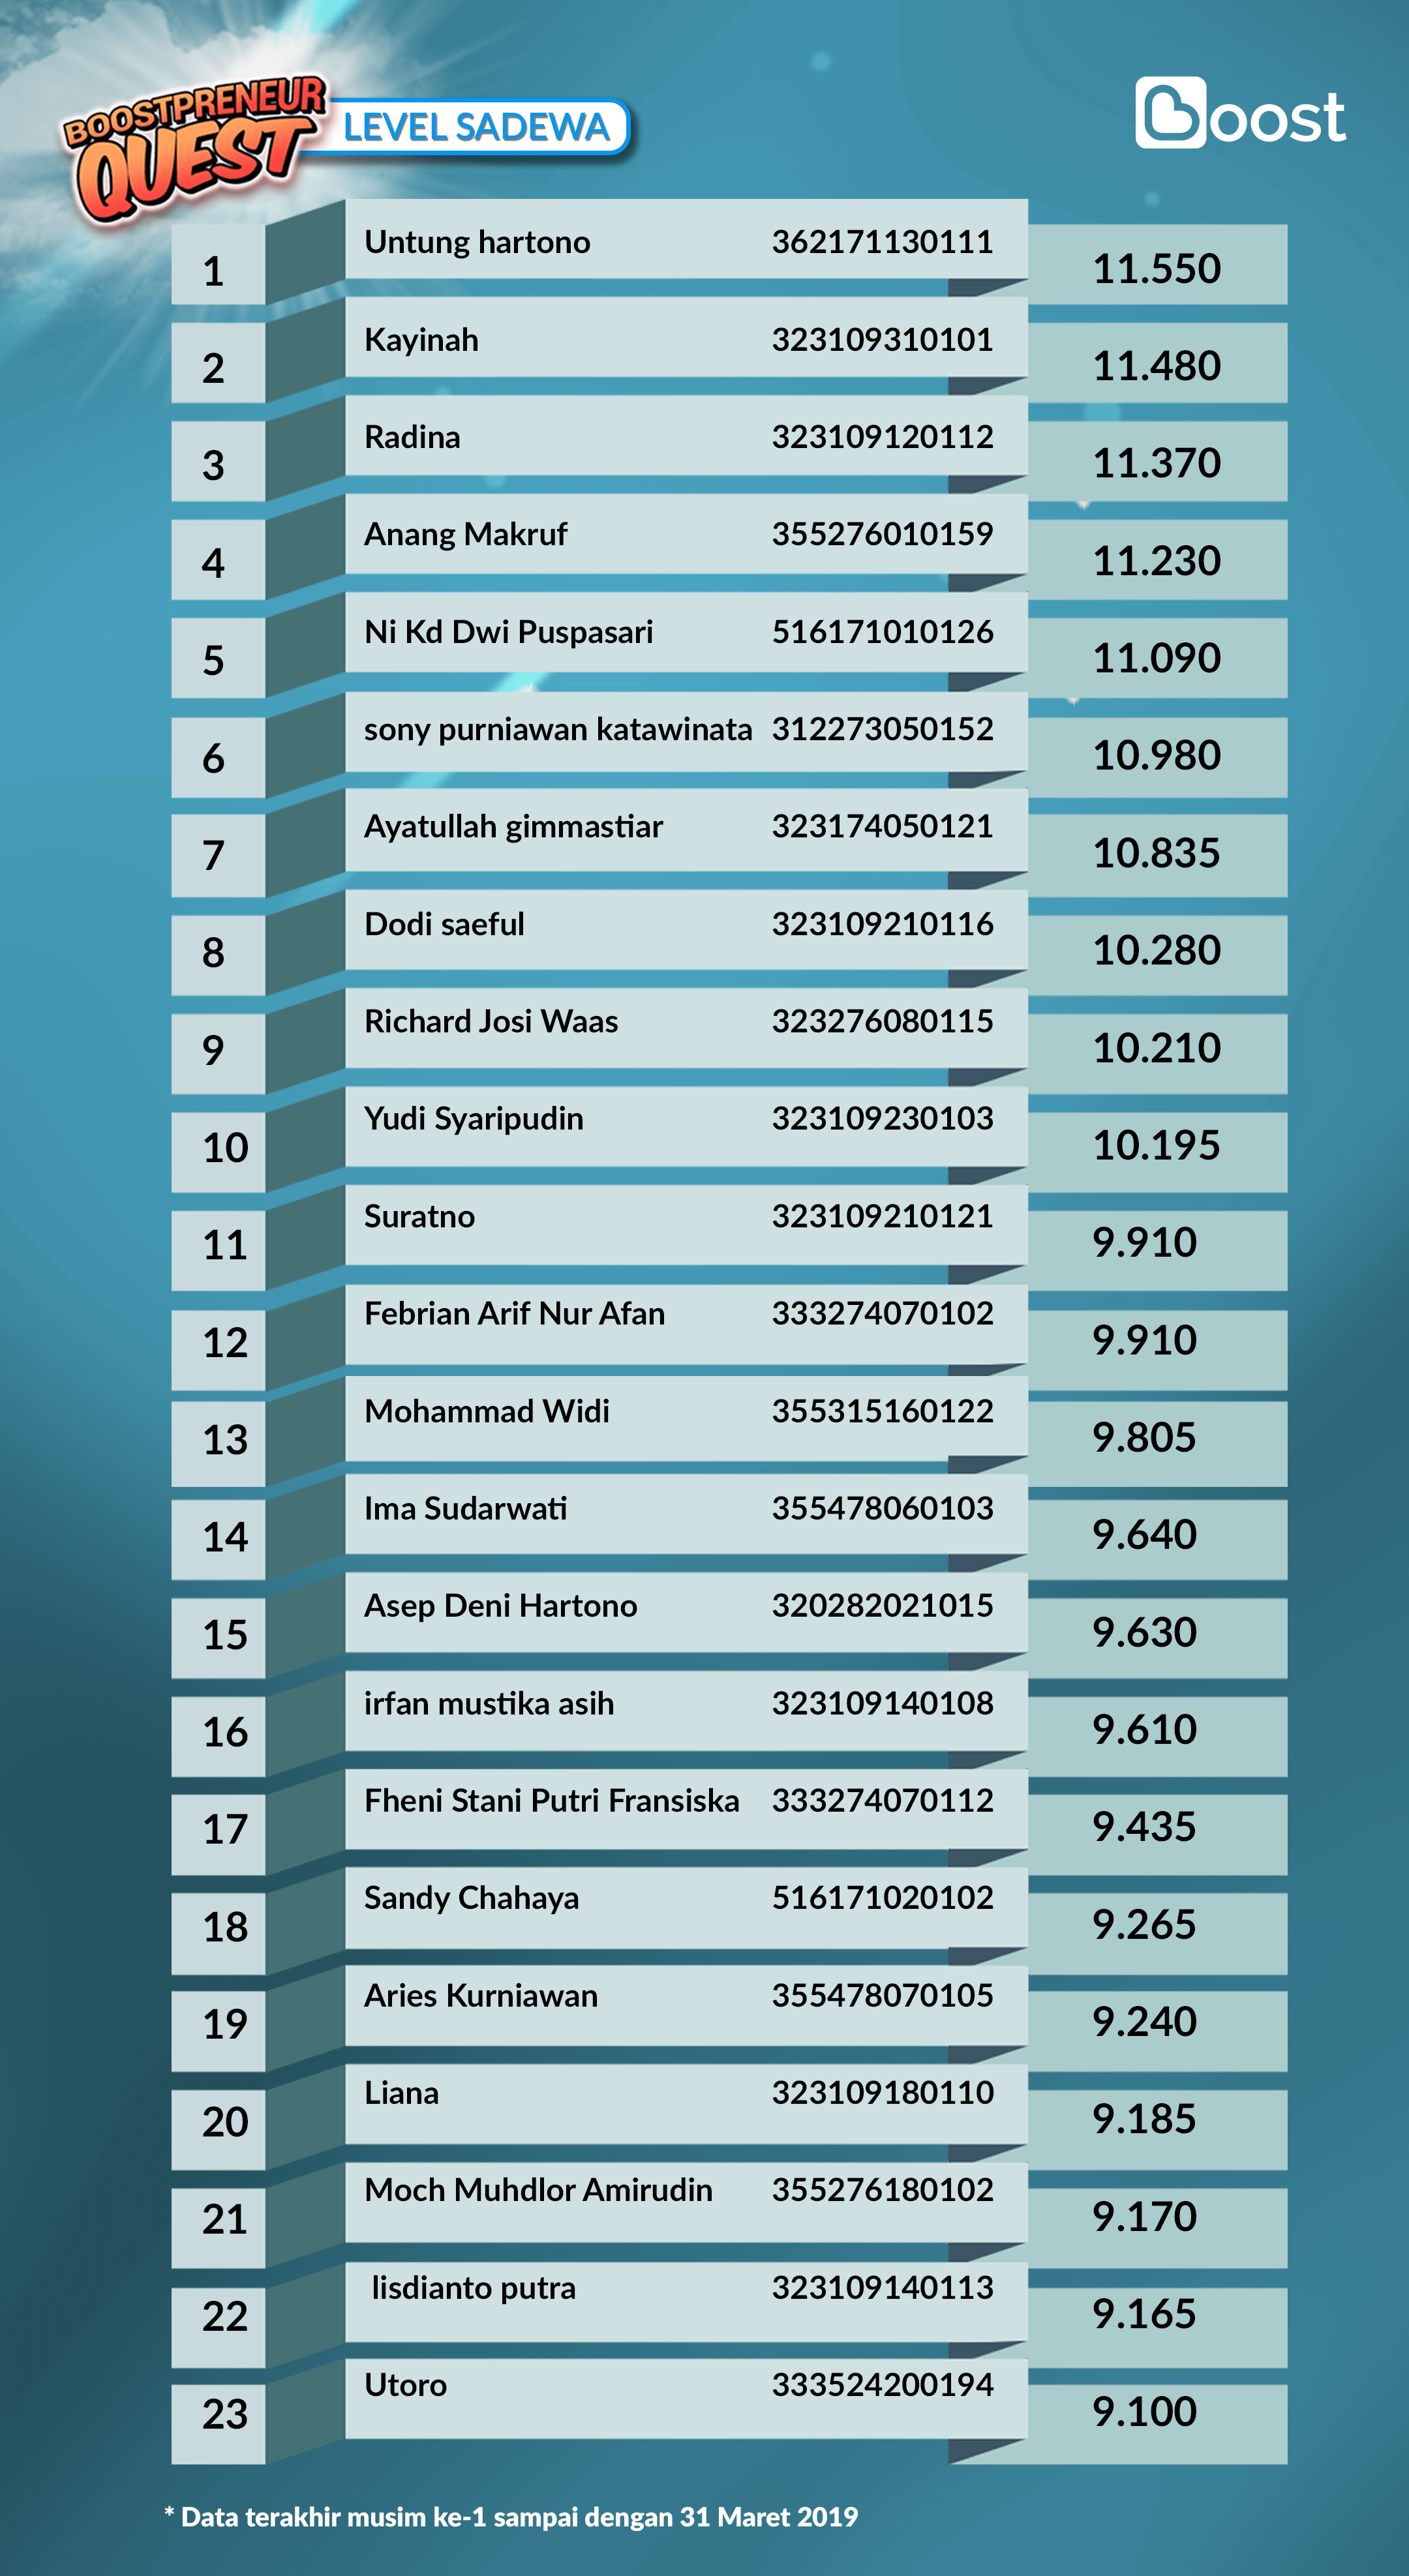 BOOSTPRENEUR
QUEST
LEVEL SADEWA
boost
1 Untung hartono 362171130111 11.550
2 Kayinah 323109310101 11.480
3 Radina 323109120112 11.370
4 Anang Makruf 355276010159 11.230
5 Ni Kd Dwi Puspasari 516171010126 11.090
6 sony purniawan katawinata 312273050152 10.980
7 Ayatullah gimmastiar 323174050121 10.835
8 Dodi saeful 323109210116 10.280
9 Richard Josi Waas 323276080115 10.210
10 Yudi Syaripudin 323109230103 10.195
11 Suratno 323109210121 9.910
12 Febrian Arif Nur Afan 333274070102 9.910
13 Mohammad Widi 355315160122 9.805
14 Ima Sudarwati 355478060103 9.640
15 Asep Deni Hartono 320282021015 9.630
16 irfan mustika asih 323109140108 9.610
17 Fheni Stani Putri Fransiska 333274070112 9.435
18 Sandy Chahaya 516171020102 9.265
19 Aries Kurniawan 355478070105 9.240
20 Liana 323109180110 9.185
21 Moch Muhdlor Amirudin 355276180102 9.170
22 lisdianto putra 323109140113 9.165
23 Utoro 333524200194 9.100
* Data terakhir musim ke-1 sampai dengan 31 Maret 2019